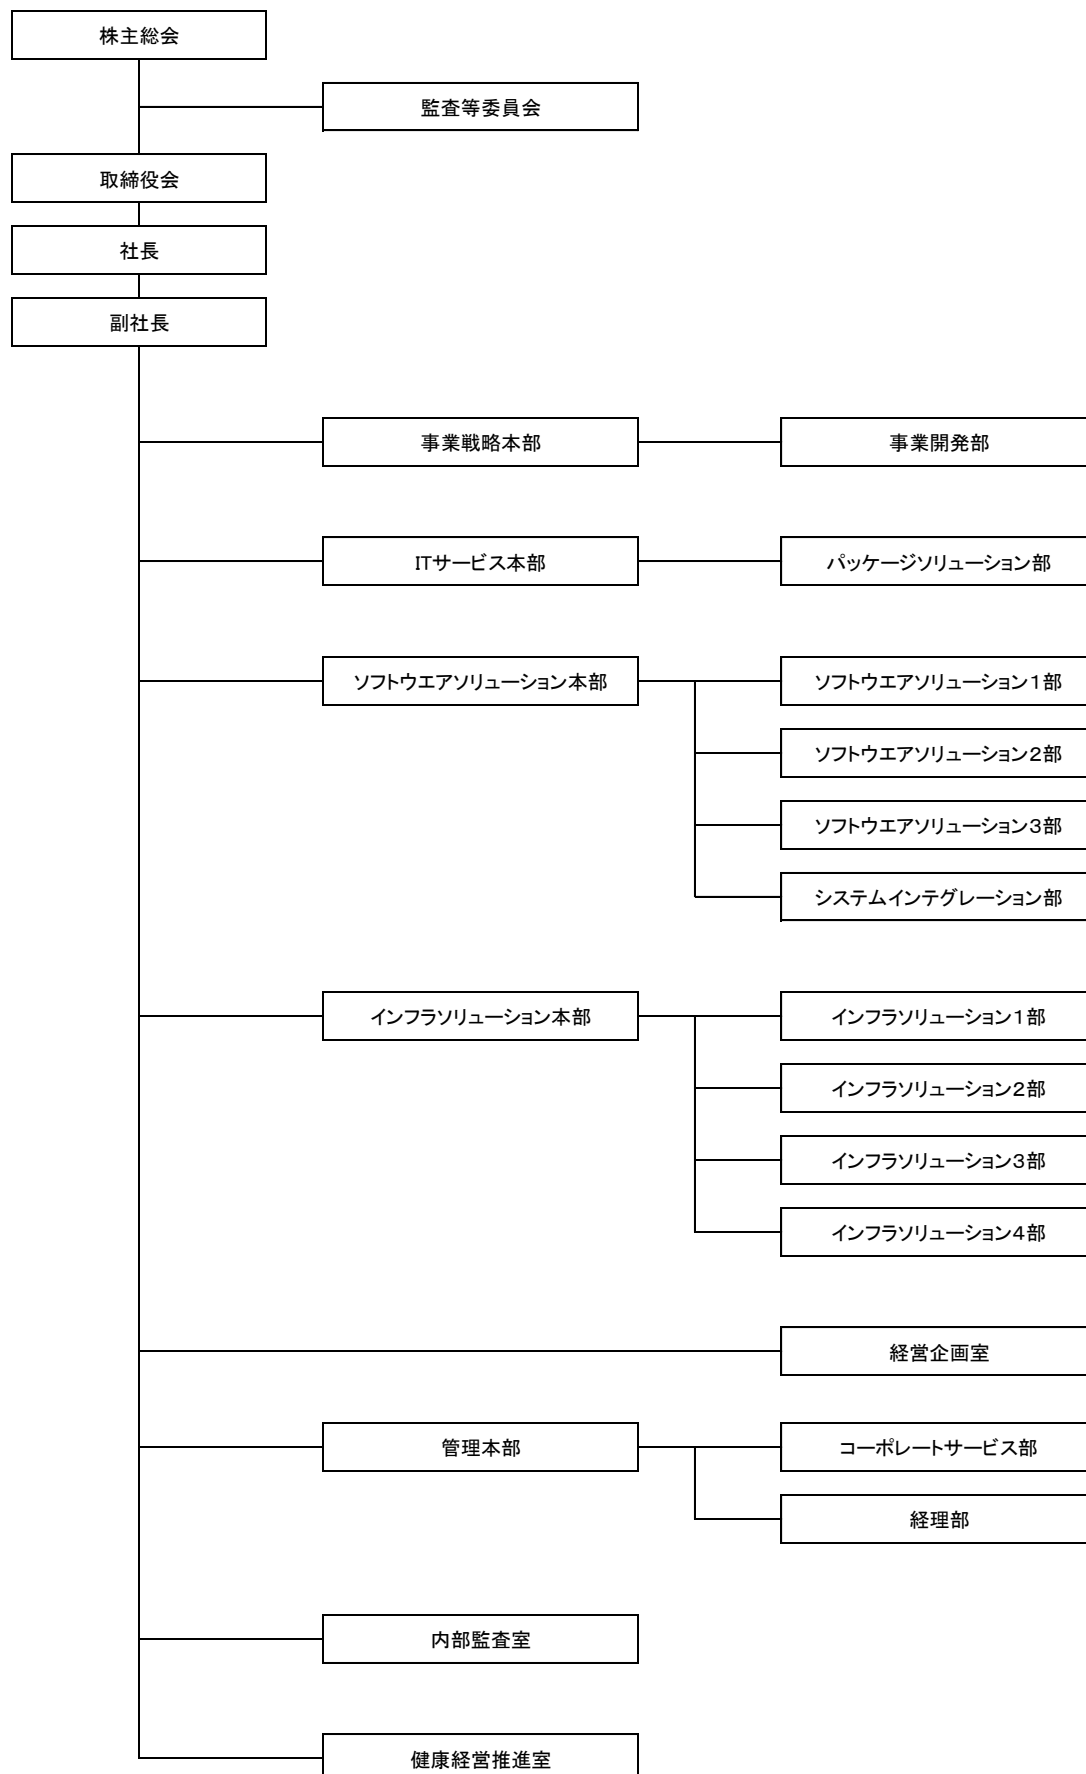 株主総会
監査等委員会
取締役会
社長
副社長
事業戦略本部
事業開発部
ITサービス本部
パッケージソリューション部
ソフトウエアソリューション本部
ソフトウエアソリューション１部
ソフトウエアソリューション２部
ソフトウエアソリューション３部
システムインテグレーション部
インフラソリューション本部
インフラソリューション１部
インフラソリューション２部
インフラソリューション３部
インフラソリューション４部
経営企画室
管理本部
コーポレートサービス部
経理部
内部監査室
健康経営推進室